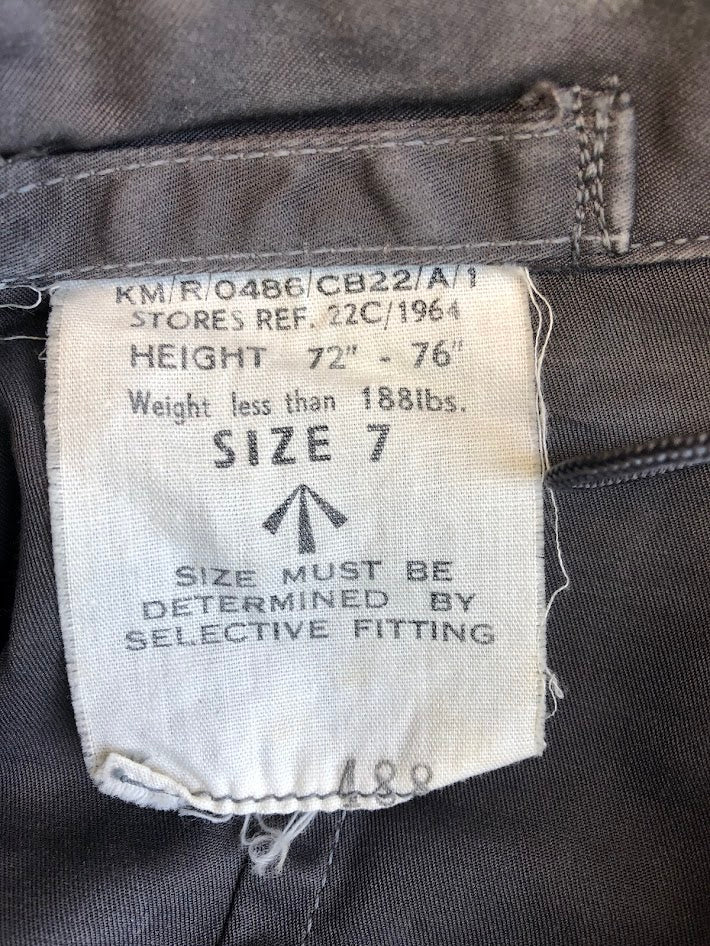 KM/R/0486/CB22/A/1
STORES REF. 22C/1964
HEIGHT 72" - 76"
Weight less than 188lbs.
SIZE 7
SIZE MUST BE
DETERMINED BY
SELECTIVE FITTING